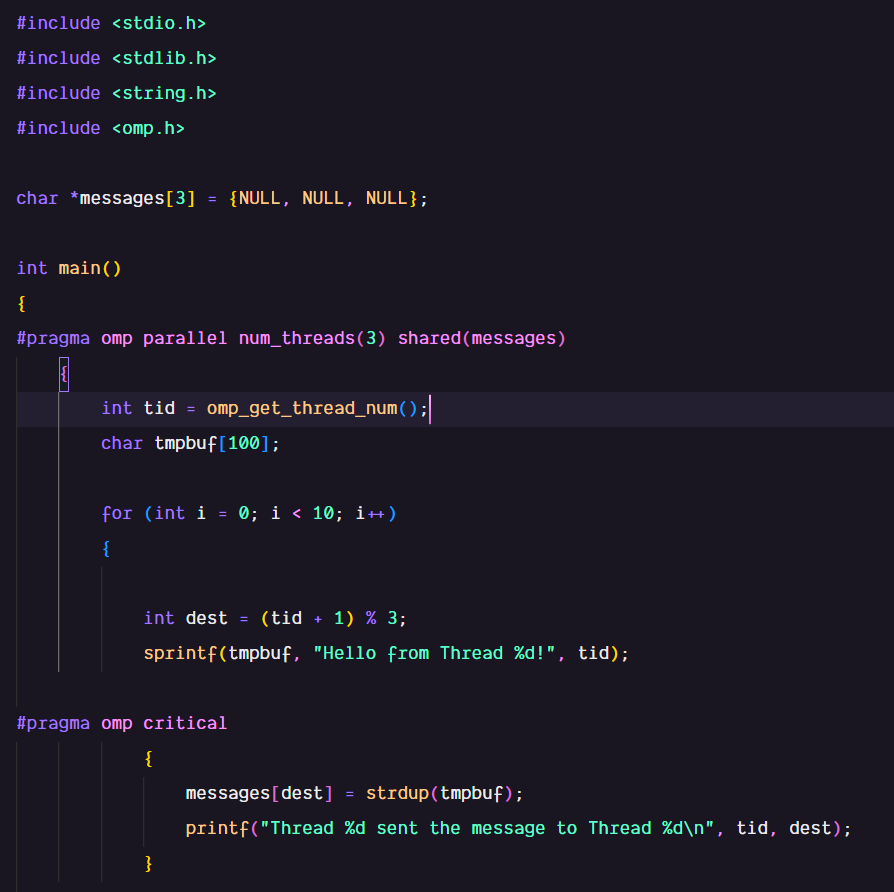 #include <stdio.h>
#include <stdlib.h>
#include <string.h>
#include <omp.h>
char *messages[3] = {NULL, NULL, NULL};
int main()
{
#pragma omp parallel num_threads(3) shared(messages)
{
int tid = omp_get_thread_num();
char tmpbuf[100];
for (int i = 0; i < 10; i++)
{
int dest = (tid + 1) % 3;
sprintf(tmpbuf, "Hello from Thread %d!", tid);
#pragma omp critical
{
messages[dest] = strdup(tmpbuf);
printf("Thread %d sent the message to Thread %d\n", tid, dest);
}